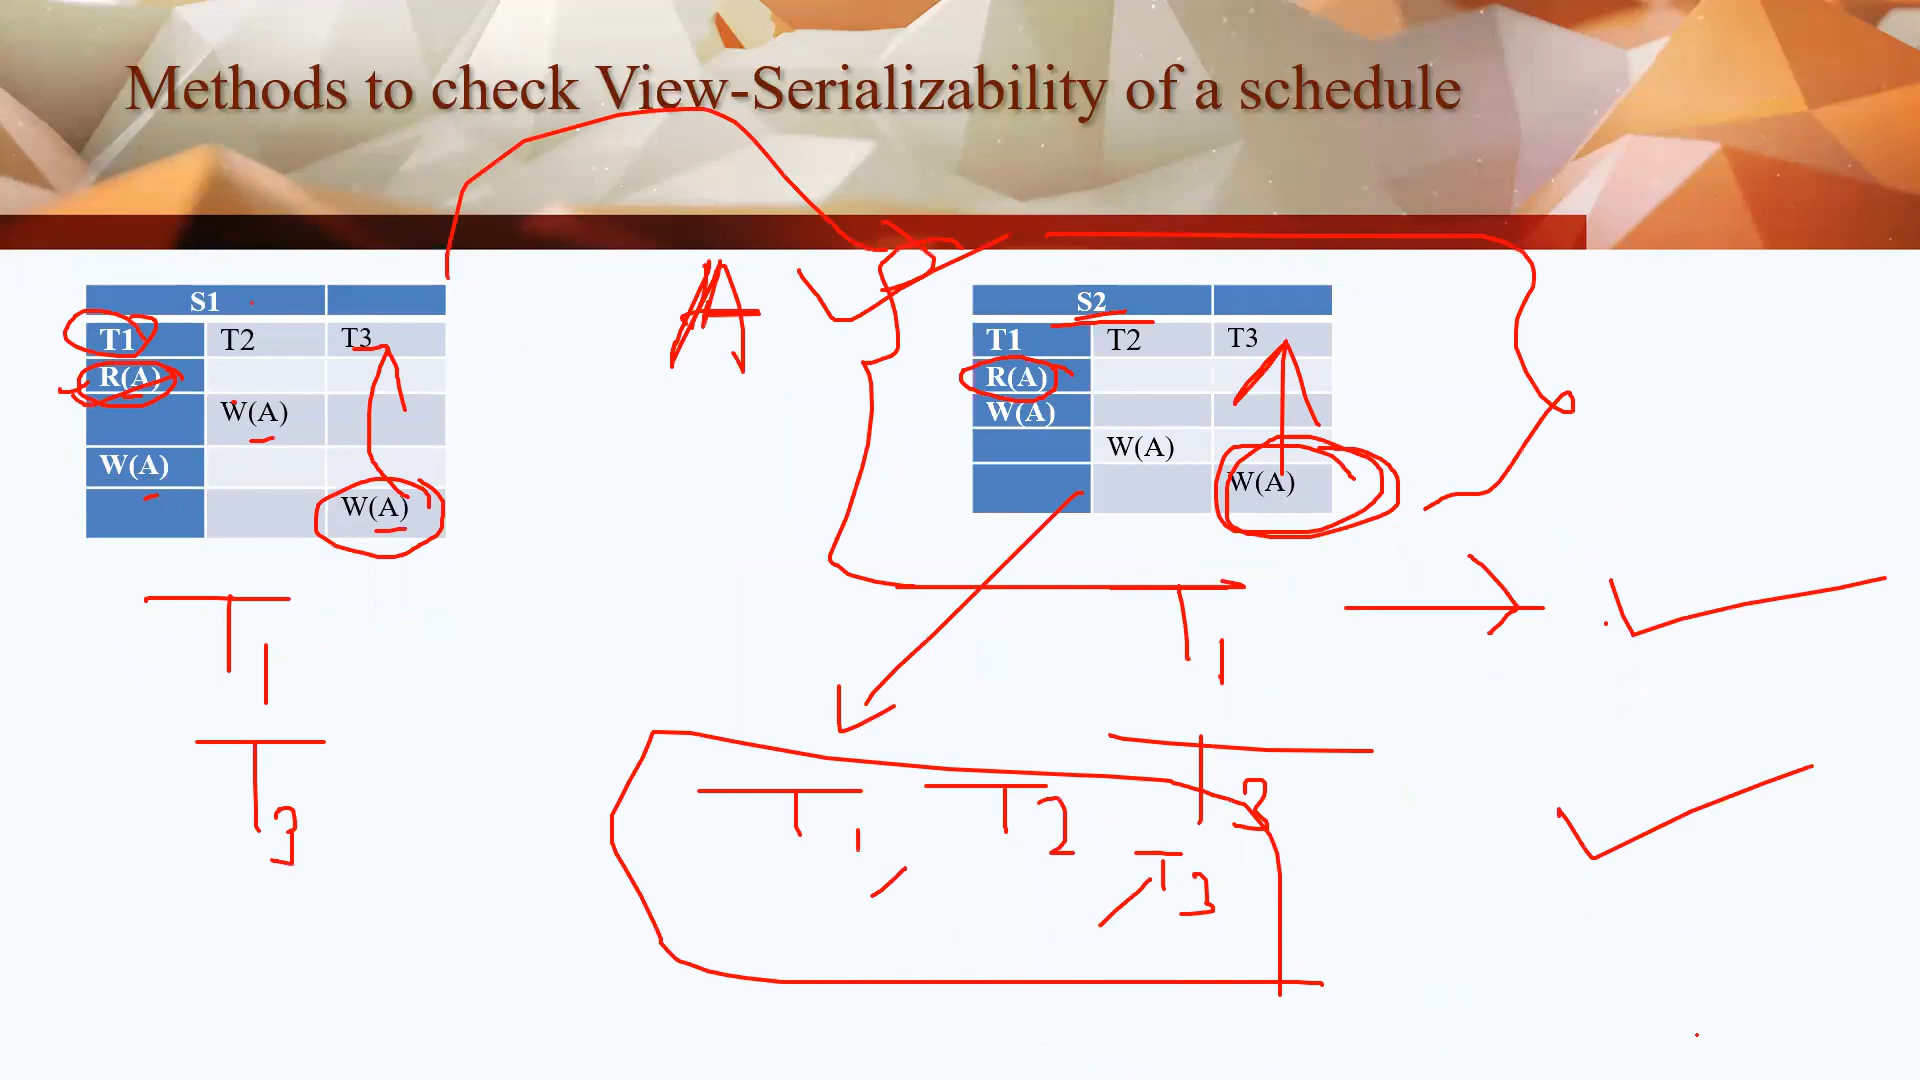 Methods to check View-Serializability of a schedule
S1
T1 T2 T3
R(A)
W(A)
W(A)
W(A)
A
S2
T1 T2 T3
R(A)
W(A)
W(A)
W(A)
T1
T3
T1
T3
T1 T2 T3